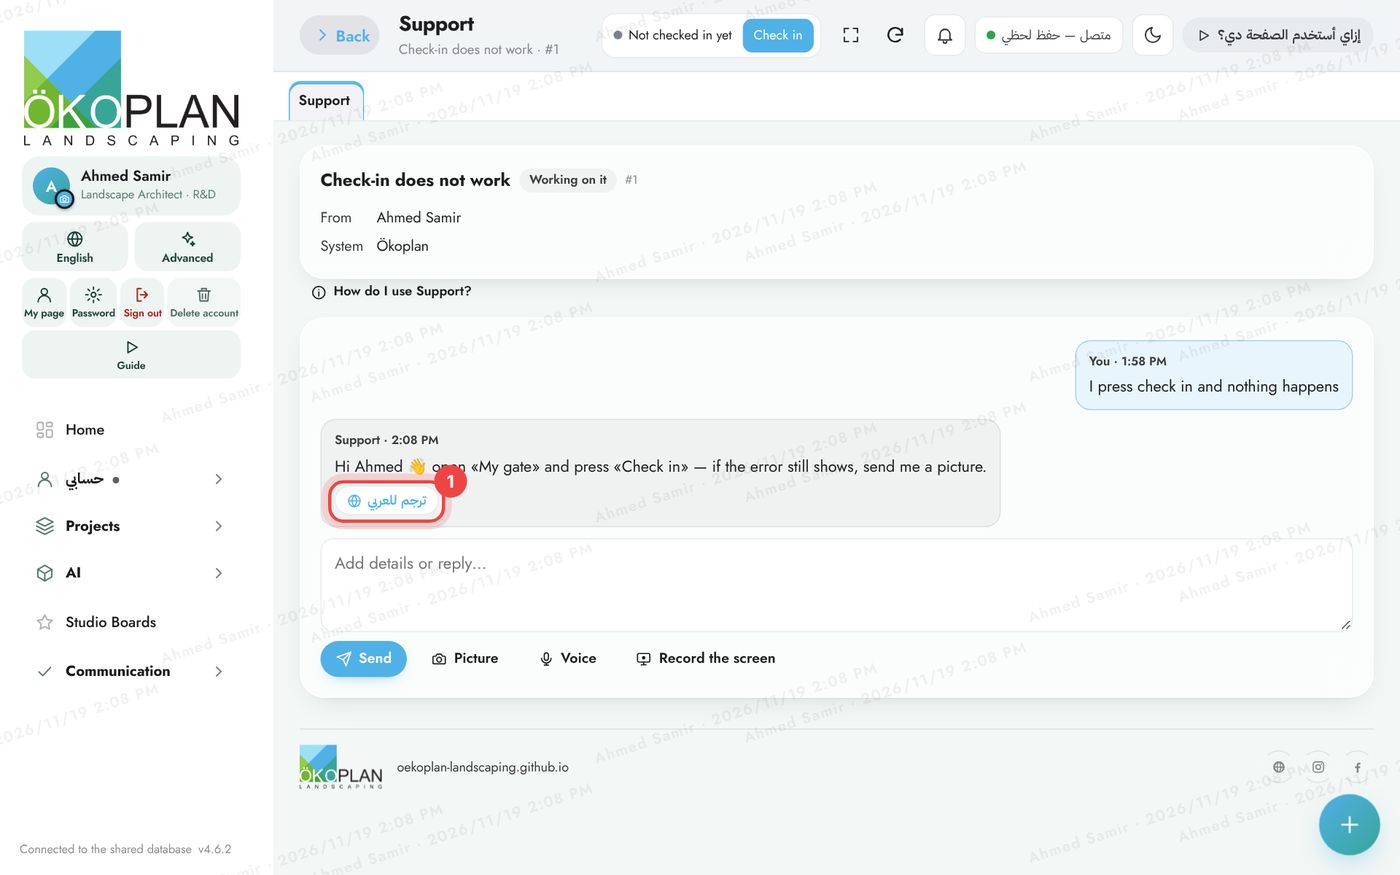 ÖKOPLAN
LANDSCAPING
Ahmed Samir
Landscape Architect · R&D
English
Advanced
My page
Password
Sign out
Delete account
Guide
Home
حسابي
Projects
AI
Studio Boards
Communication
Connected to the shared database v4.6.2
Back
Support
Check-in does not work · #1
Not checked in yet
Check in
متصل — حفظ لحظي
إزاي أستخدم الصفحة دي؟
Support
Check-in does not work
Working on it
#1
From Ahmed Samir
System Ökoplan
How do I use Support?
You · 1:58 PM
I press check in and nothing happens
Support · 2:08 PM
Hi Ahmed 👋 open «My gate» and press «Check in» — if the error still shows, send me a picture.
1
ترجم للعربي
Add details or reply...
Send
Picture
Voice
Record the screen
ÖKOPLAN
LANDSCAPING
oekoplan-landscaping.github.io
Ahmed Samir · 2026/11/19 2:08 PM